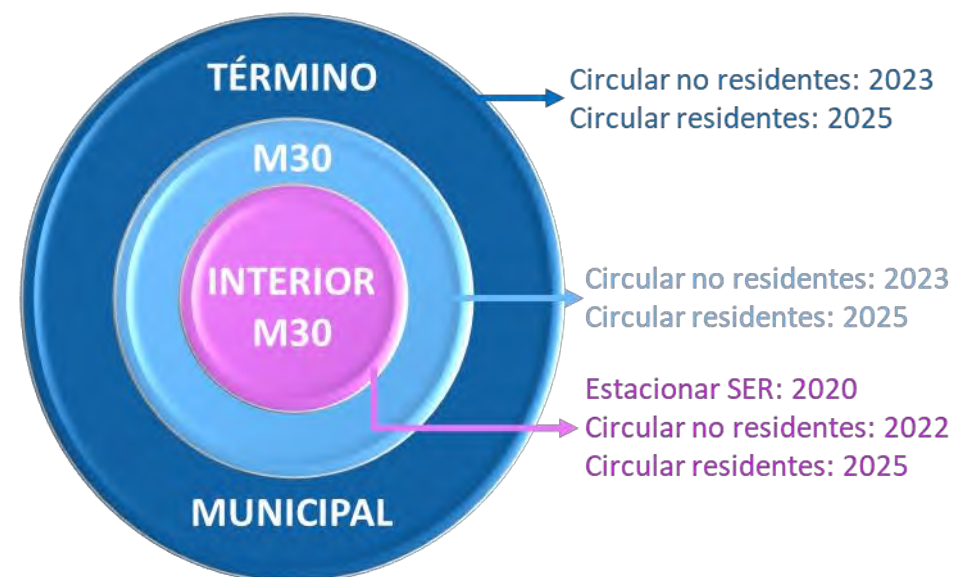 TÉRMINO
M30
INTERIOR
M30
MUNICIPAL
Circular no residentes: 2023
Circular residentes: 2025
Circular no residentes: 2023
Circular residentes: 2025
Estacionar SER: 2020
Circular no residentes: 2022
Circular residentes: 2025